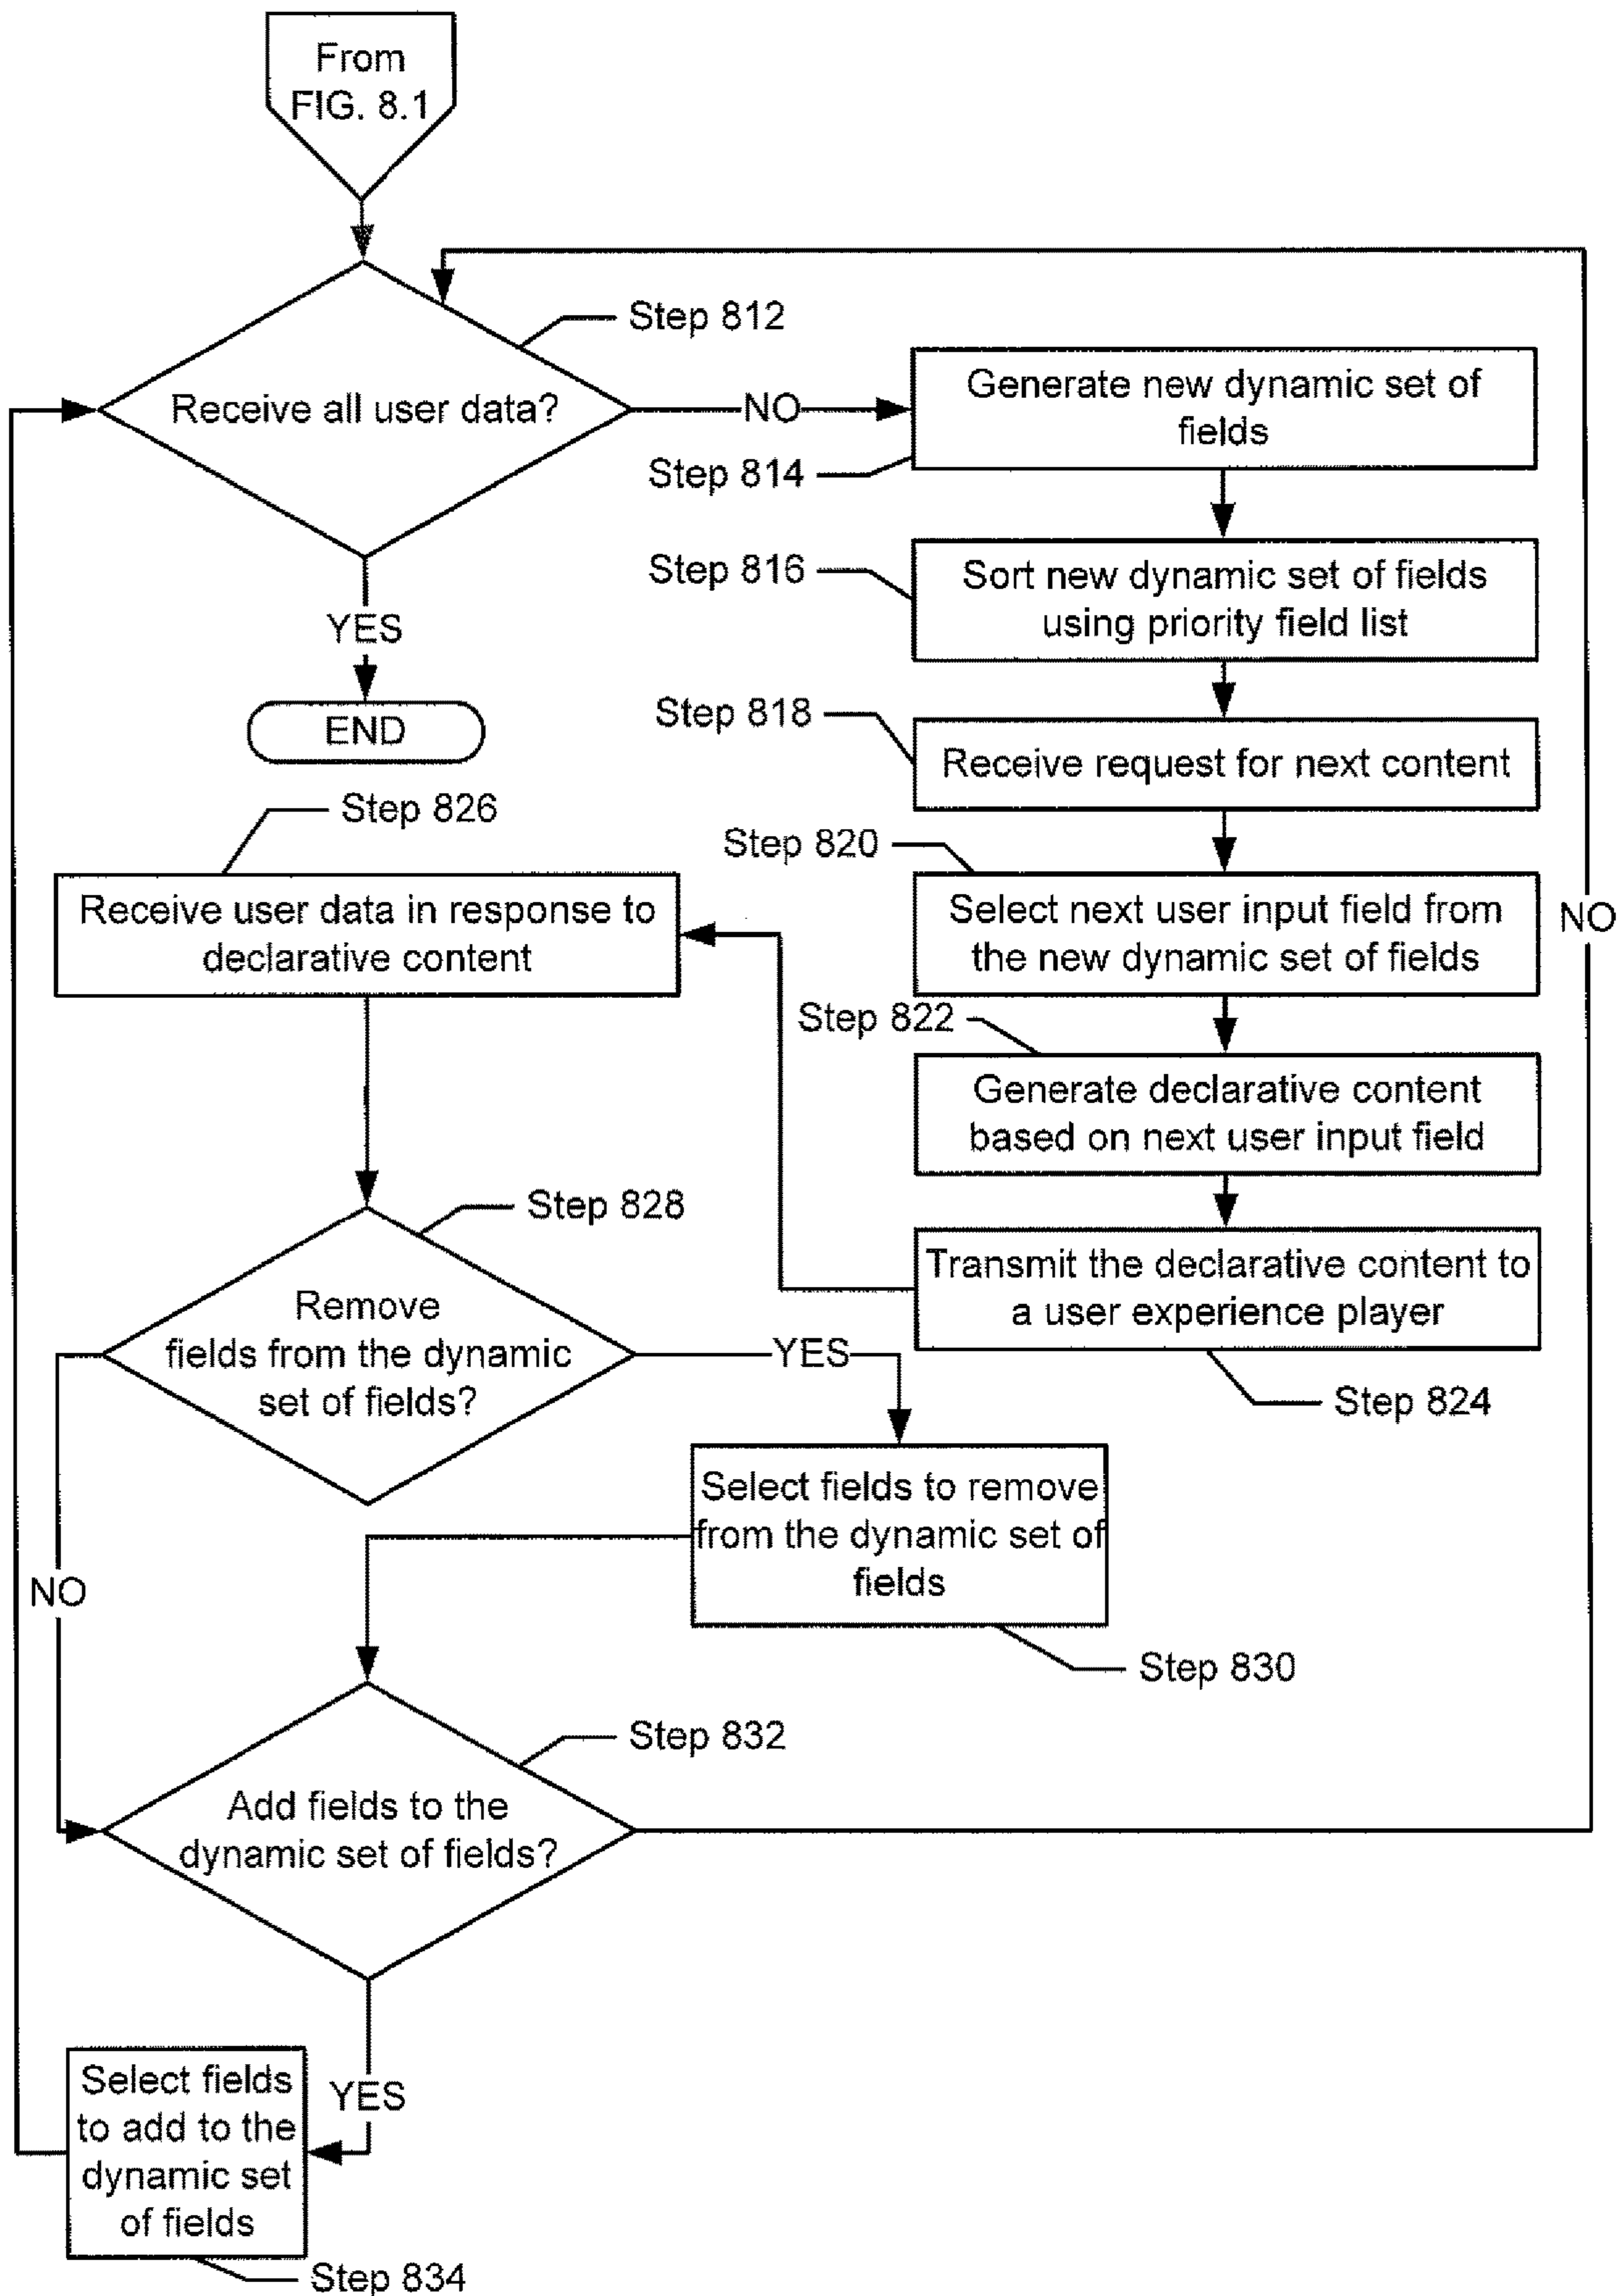 From
FIG. 8.1
Step 812
Receive all user data?
NO
Generate new dynamic set of
fields
Step 814
YES
Step 816
Sort new dynamic set of fields
using priority field list
END
Step 818
Receive request for next content
Step 826
Step 820
Receive user data in response to
declarative content
Select next user input field from
the new dynamic set of fields
NO
Step 822
Generate declarative content
based on next user input field
Step 828
Transmit the declarative content to
a user experience player
Remove
fields from the dynamic
set of fields?
YES
Step 824
Select fields to remove
from the dynamic set of
fields
NO
Step 830
Step 832
Add fields to the
dynamic set of fields?
YES
Select fields
to add to the
dynamic set
of fields
Step 834